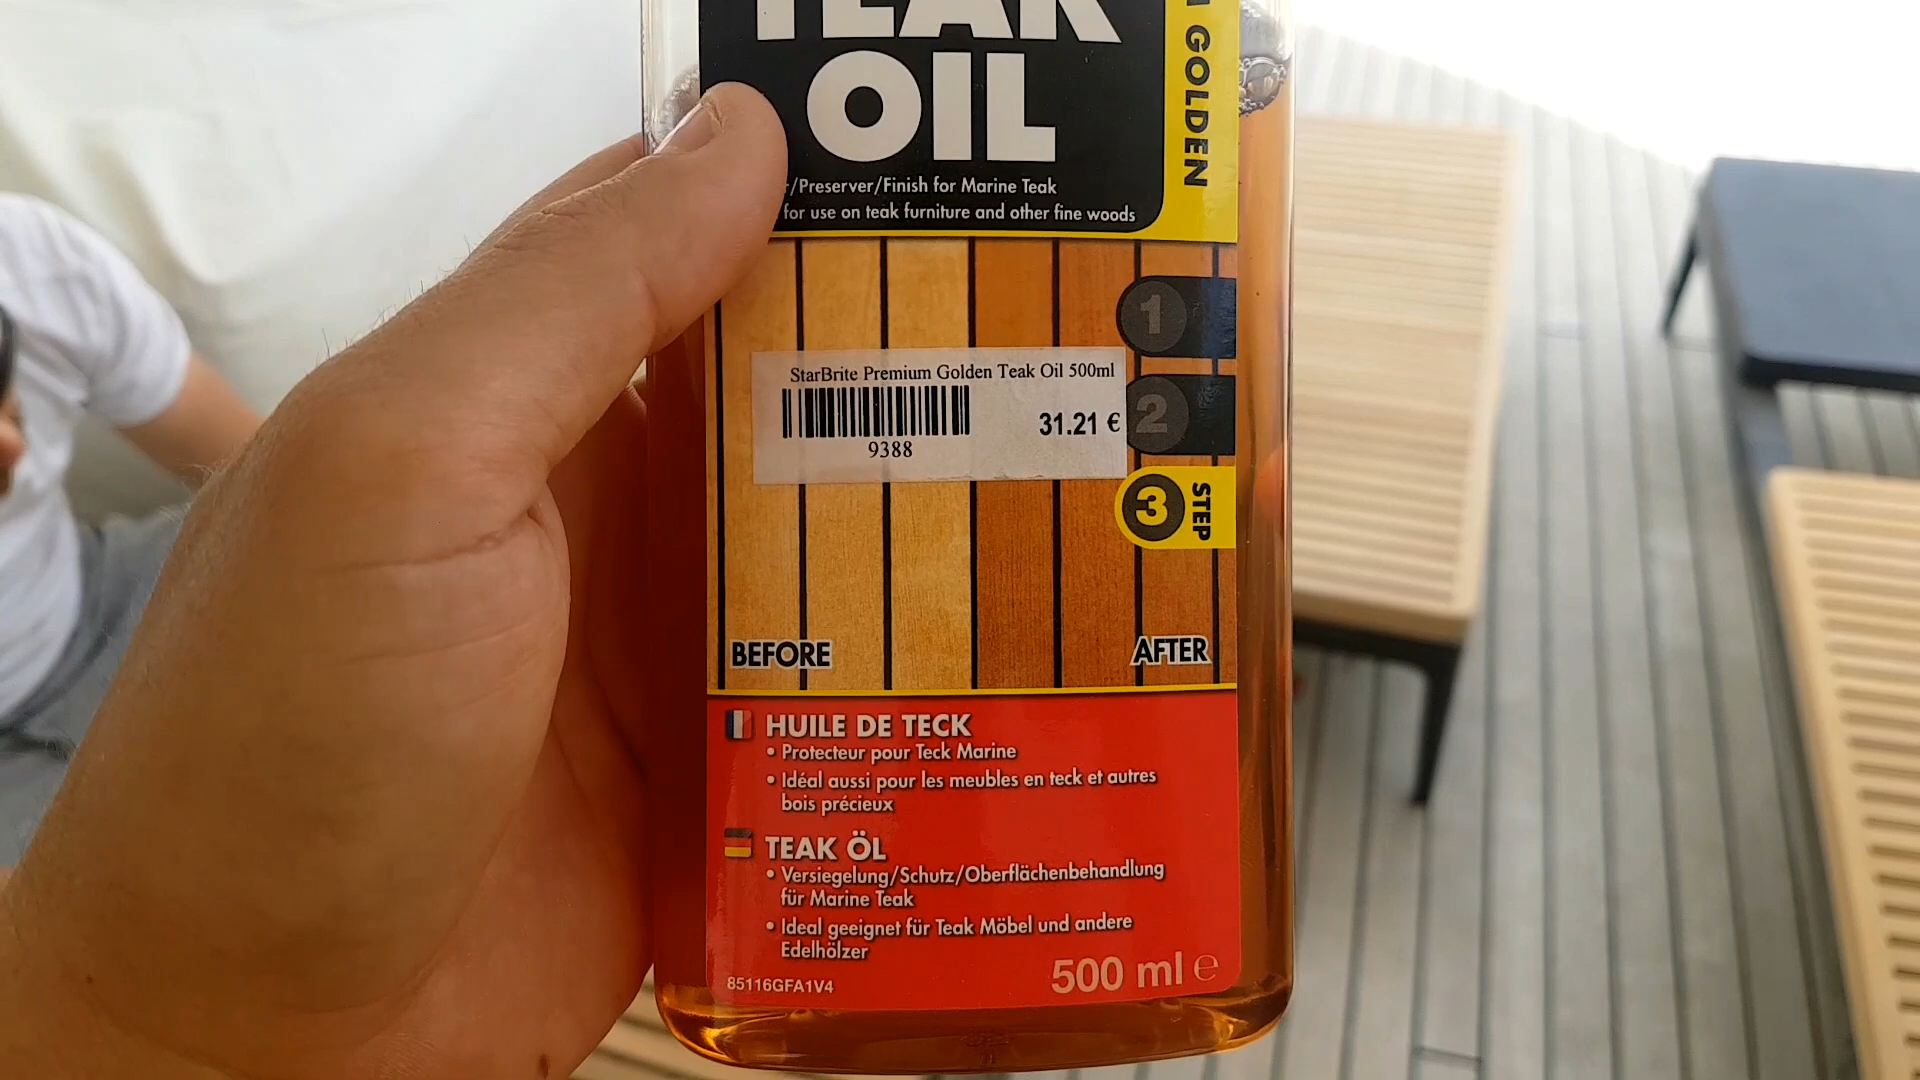 TEAK
OIL
GOLDEN
/Preserver/Finish for Marine Teak
for use on teak furniture and other fine woods
1
StarBrite Premium Golden Teak Oil 500ml
31.21 €
9388
2
3
STEP
BEFORE
AFTER
HUILE DE TECK
• Protecteur pour Teck Marine
• Idéal aussi pour les meubles en teck et autres
bois précieux
TEAK ÖL
• Versiegelung/Schutz/Oberflächenbehandlung
für Marine Teak
• Ideal geeignet für Teak Möbel und andere
Edelhölzer
85116GFA1V4
500 ml e